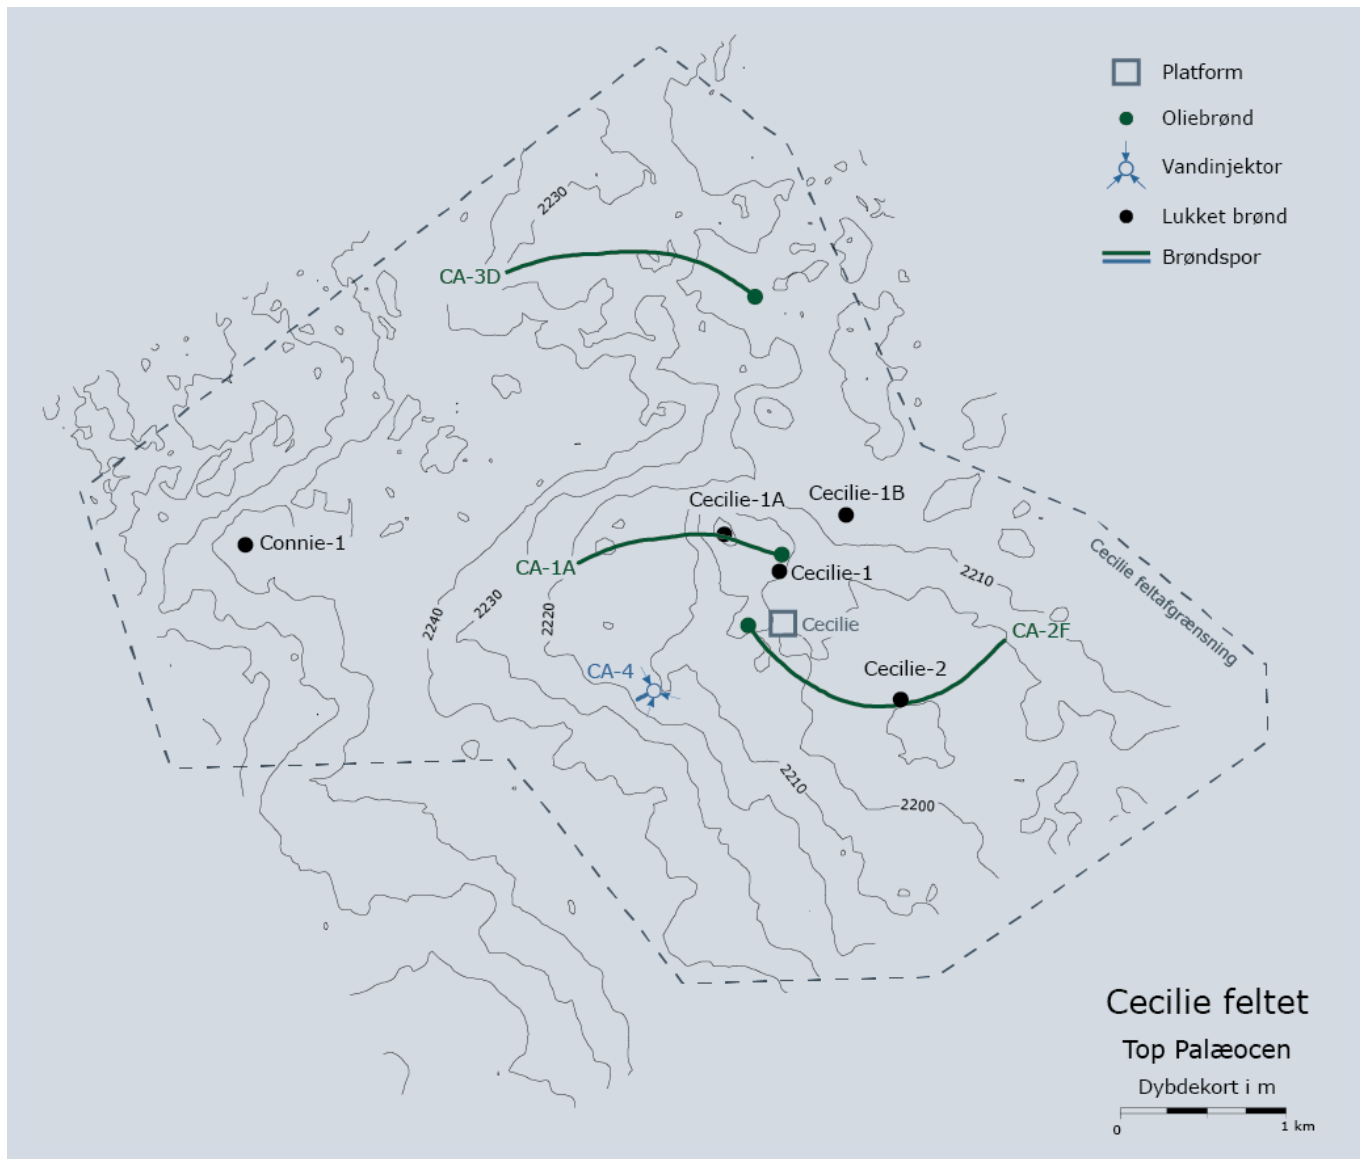 Platform
Oliebrønd
Vandinjektor
Lukket brønd
Brøndspor
2230
CA-3D
Cecilie-1A
Cecilie-1B
Connie-1
CA-1A
Cecilie-1
2210
Cecilie feltafgrænsning
2240
2230
2220
Cecilie
CA-2F
CA-4
Cecilie-2
2210
2200
Cecilie feltet
Top Palæocen
Dybdekort i m
0 1 km